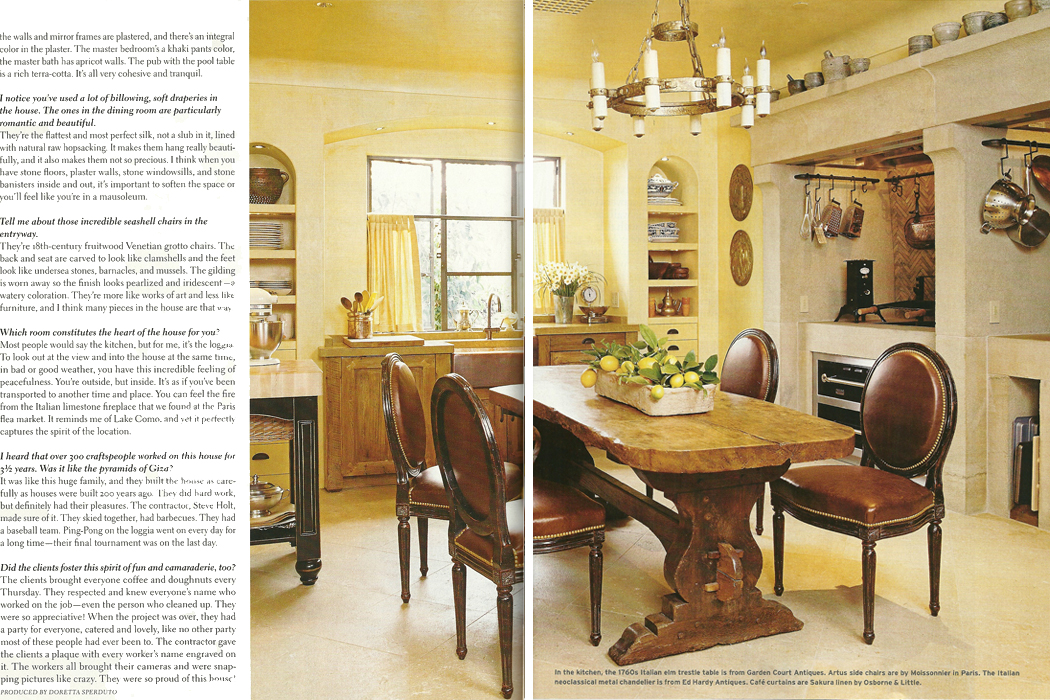 the walls and mirror frames are plastered, and there's an integral
color in the plaster. The master bedroom's a khaki pants color,
the master bath has apricot walls. The pub with the pool table
is a rich terra-cotta. It's all very cohesive and tranquil.
I notice you've used a lot of billowing, soft draperies in
the house. The ones in the dining room are particularly
romantic and beautiful.
They're the flattest and most perfect silk, not a slub in it, lined
with natural raw hopsacking. It makes them hang really beauti-
fully, and it also makes them not so precious. I think when you
have stone floors, plaster walls, stone windowsills, and stone
banisters inside and out, it's important to soften the space or
you'll feel like you're in a mausoleum.
Tell me about those incredible seashell chairs in the
entryway.
They're 18th-century fruitwood Venetian grotto chairs. The
back and seat are carved to look like clamshells and the feet
look like undersea stones, barnacles, and mussels. The gilding
is worn away so the finish looks pearlized and iridescent—a
watery coloration. They're more like works of art and less like
furniture, and I think many pieces in the house are that way
Which room constitutes the heart of the house for you?
Most people would say the kitchen, but for me, it's the loggia.
To look out at the view and into the house at the same time,
in bad or good weather, you have this incredible feeling of
peacefulness. You're outside, but inside. It's as if you've been
transported to another time and place. You can feel the fire
from the Italian limestone fireplace that we found at the Paris
flea market. It reminds me of Lake Como, and yet it perfectly
captures the spirit of the location.
I heard that over 300 craftspeople worked on this house for
3½ years. Was it like the pyramids of Giza?
It was like this huge family, and they built the house as care-
fully as houses were built 200 years ago. They did hard work,
but definitely had their pleasures. The contractor, Steve Holt,
made sure of it. They skied together, had barbecues. They had
a baseball team. Ping-Pong on the loggia went on every day for
a long time—their final tournament was on the last day.
Did the clients foster this spirit of fun and camaraderie, too?
The clients brought everyone coffee and doughnuts every
Thursday. They respected and knew everyone's name who
worked on the job—even the person who cleaned up. They
were so appreciative! When the project was over, they had
a party for everyone, catered and lovely, like no other party
most of these people had ever been to. The contractor gave
the clients a plaque with every worker's name engraved on
it. The workers all brought their cameras and were snap-
ping pictures like crazy. They were so proud of this house!
PRODUCED BY DORETTA SPERDUTO
In the kitchen, the 1760s Italian elm trestle table is from Garden Court Antiques. Artus side chairs are by Moissonnier in Paris. The Italian
neoclassical metal chandelier is from Ed Hardy Antiques. Café curtains are Sakura linen by Osborne & Little.